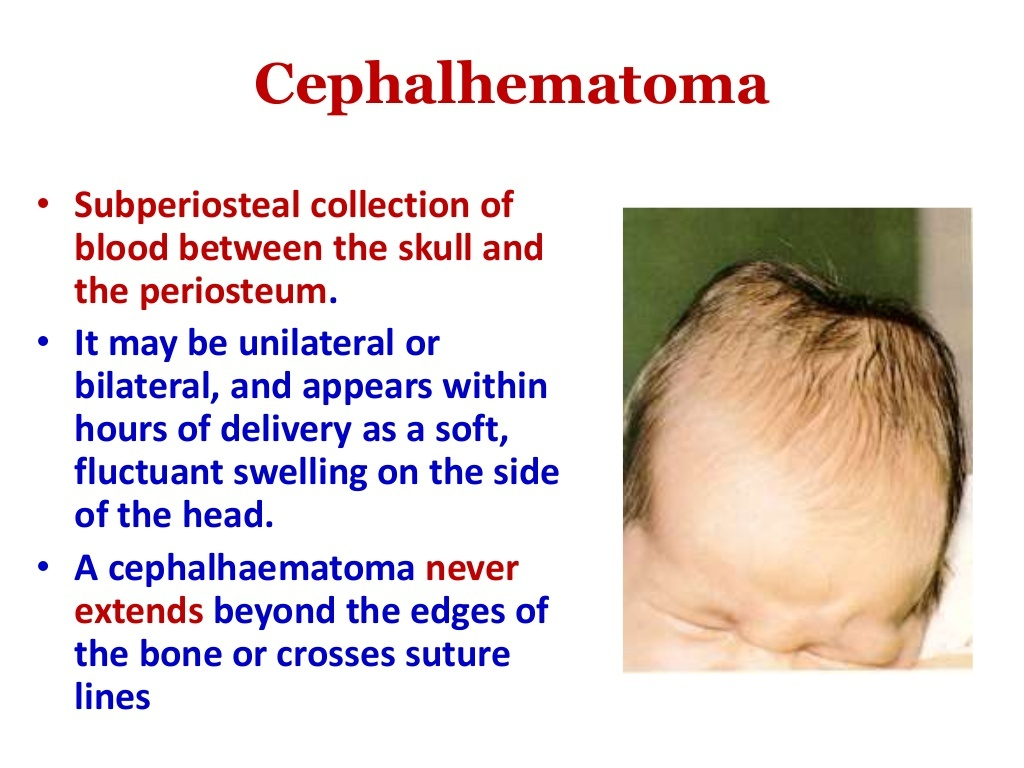 Cephalhematoma
• Subperiosteal collection of
blood between the skull and
the periosteum.
• It may be unilateral or
bilateral, and appears within
hours of delivery as a soft,
fluctuant swelling on the side
of the head.
• A cephalhaematoma never
extends beyond the edges of
the bone or crosses suture
lines